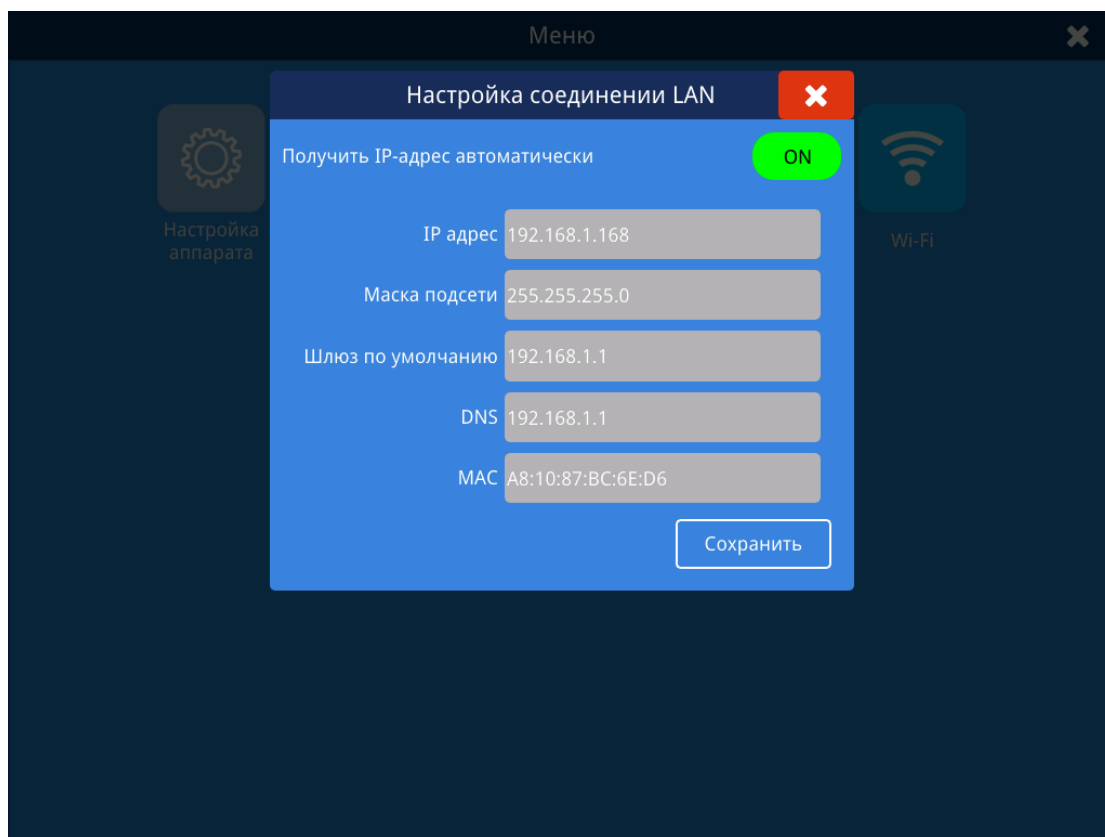 Меню
Настройка соединении LAN
Получить IP-адрес автоматически
ON
IP адрес 192.168.1.168
Маска подсети 255.255.255.0
Шлюз по умолчанию 192.168.1.1
DNS 192.168.1.1
MAC A8:10:87:BC:6E:D6
Сохранить
Настройка
аппарата
Wi-Fi